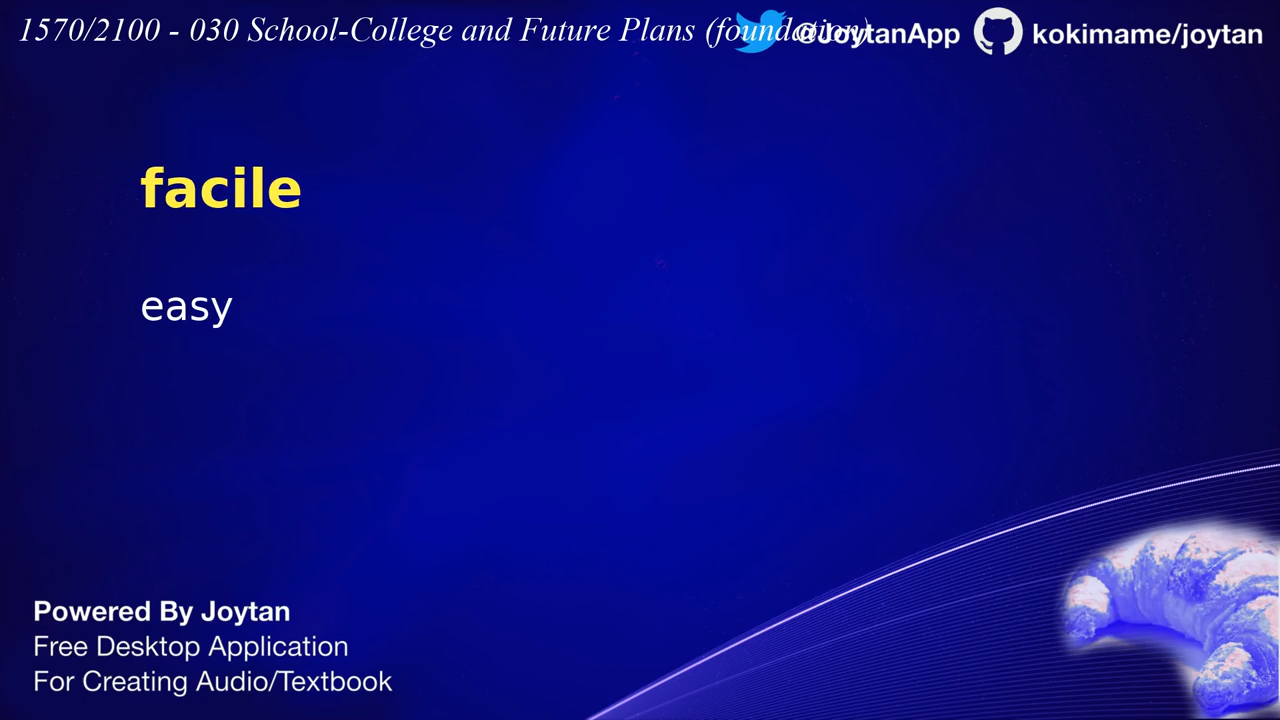 1570/2100 - 030 School-College and Future Plans (foundation)
@JoytanApp
kokimame/joytan
facile
easy
Powered By Joytan
Free Desktop Application
For Creating Audio/Textbook